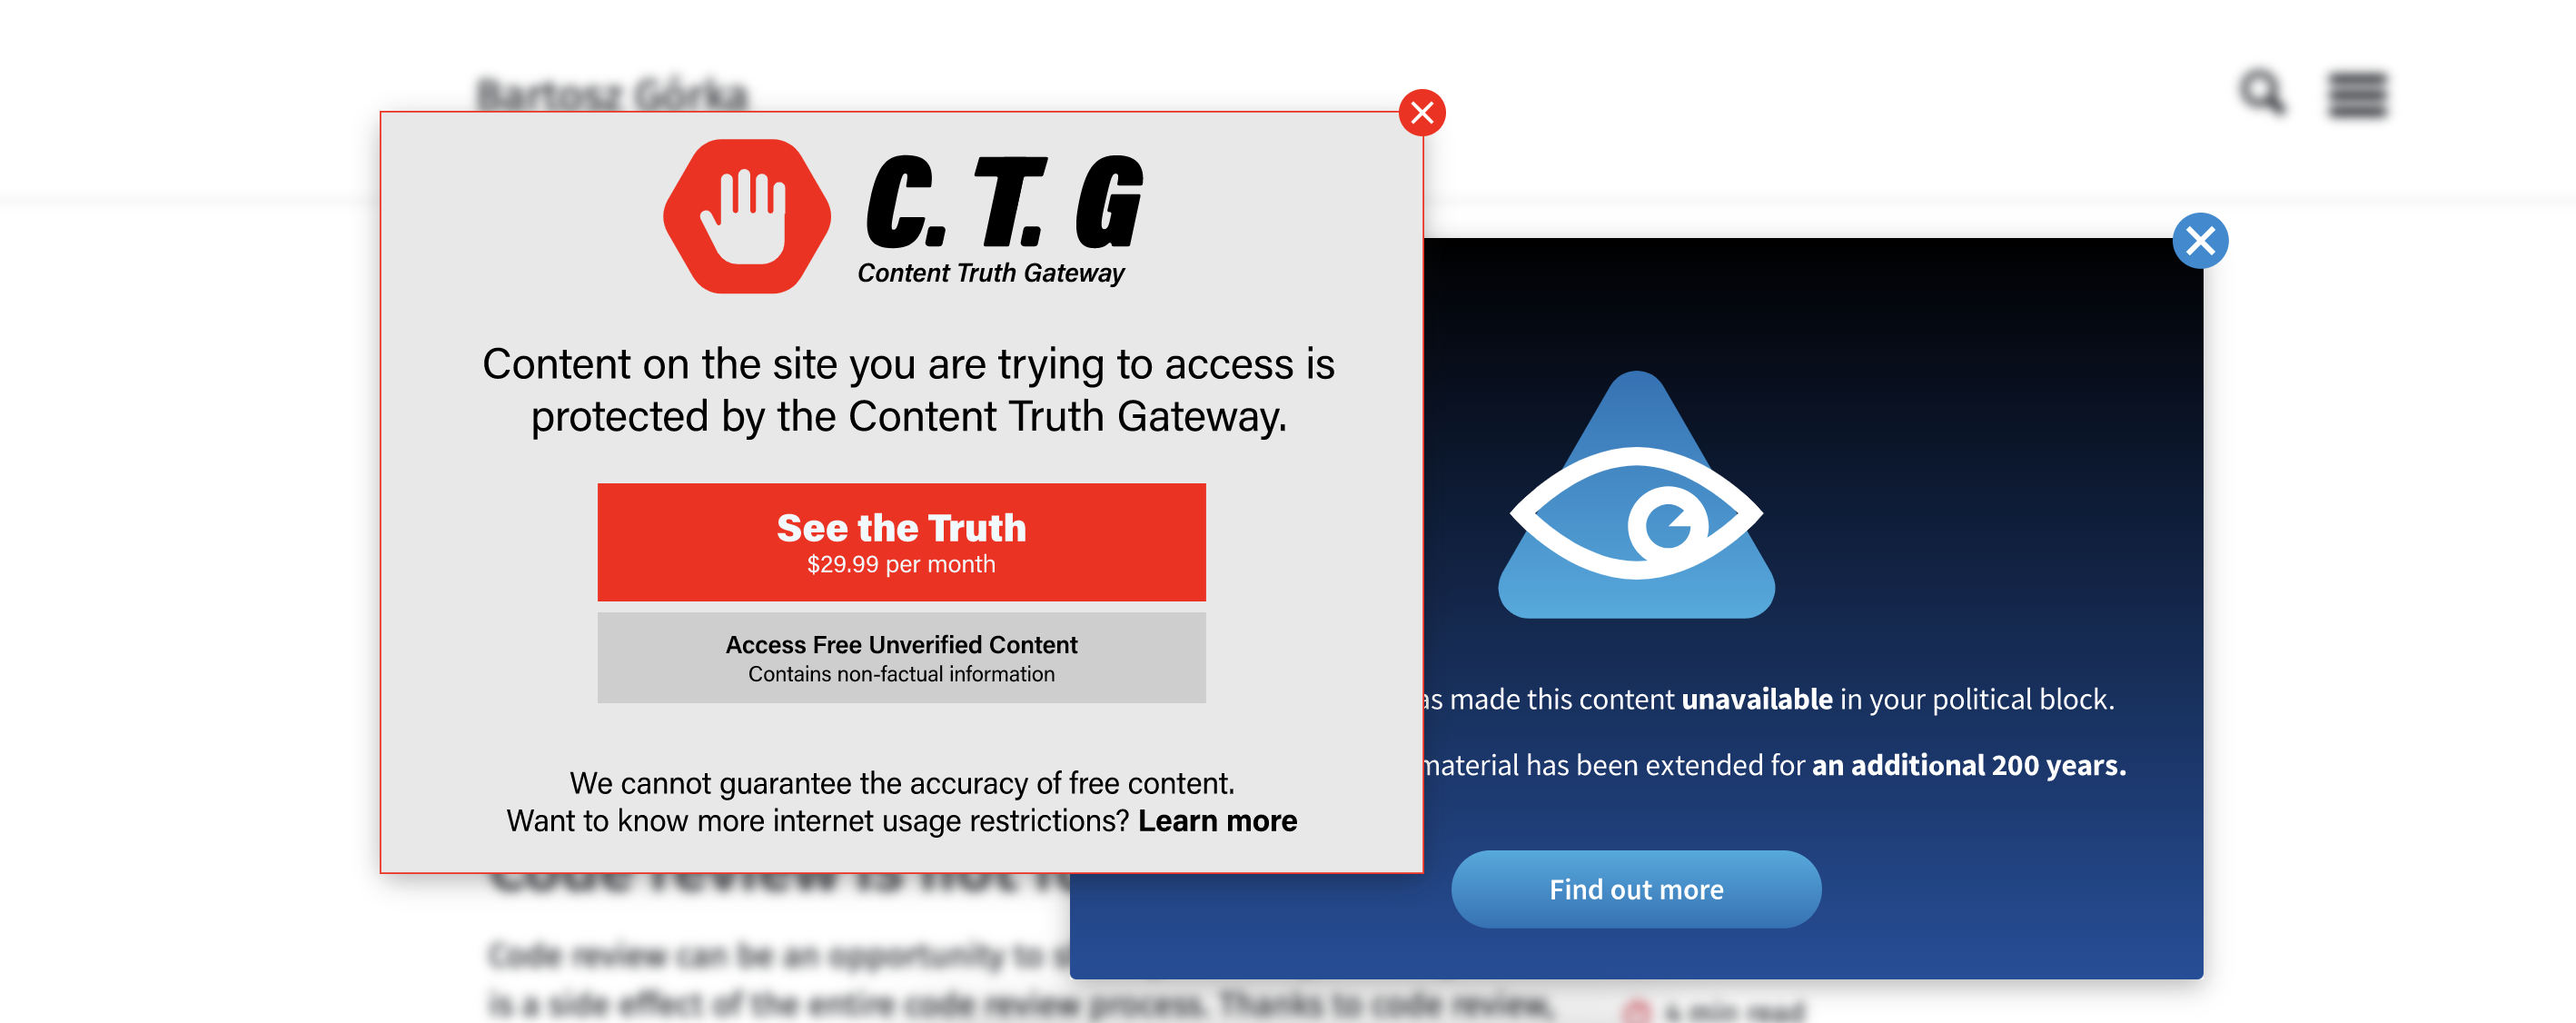 Bartosz Górka
C. T. G
Content Truth Gateway
Content on the site you are trying to access is
protected by the Content Truth Gateway.
See the Truth
$29.99 per month
Access Free Unverified Content
Contains non-factual information
We cannot guarantee the accuracy of free content.
Want to know more internet usage restrictions? Learn more
made this content unavailable in your political block.
material has been extended for an additional 200 years.
Find out more
Code review is not
Code review can be an opportunity to
is a side effect of the entire code review process. Thanks to code review,
4 min read